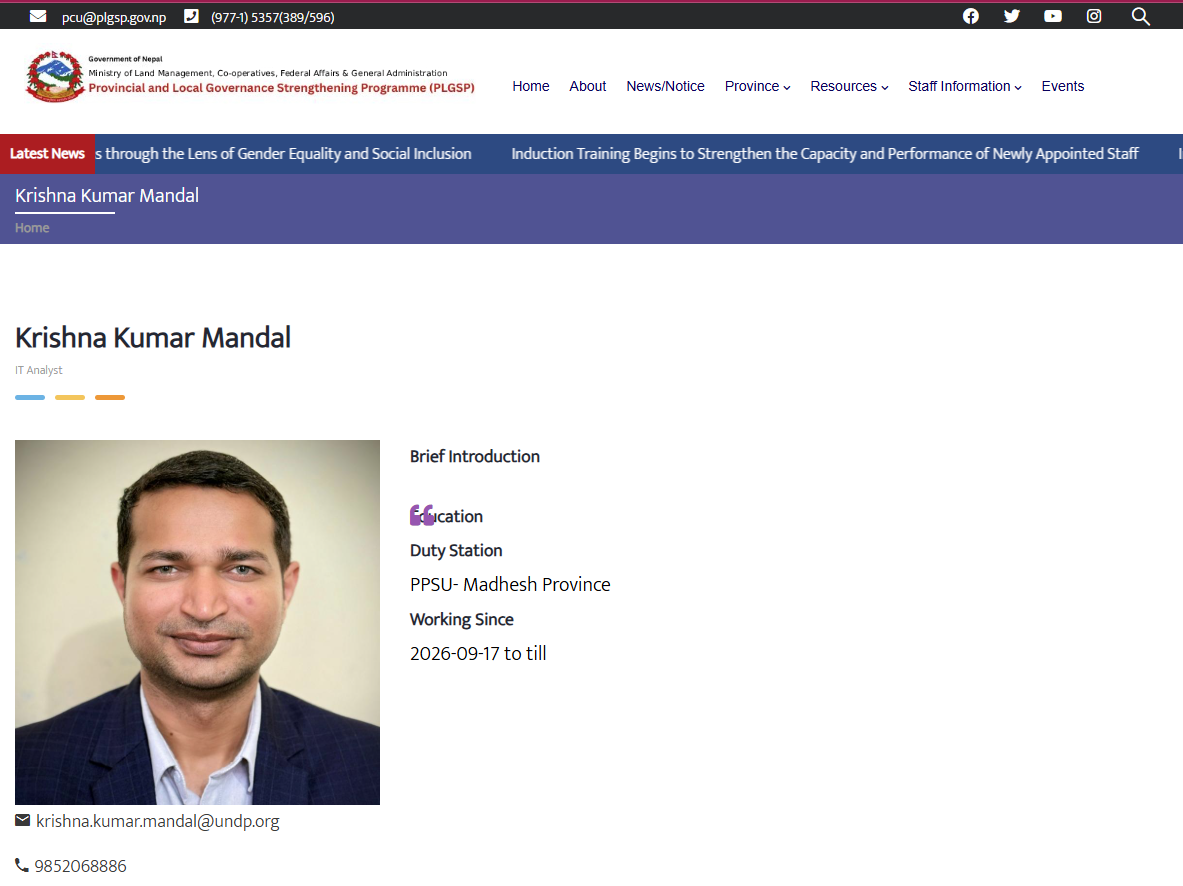 pcu@plgsp.gov.np (977-1) 5357(389/596)
Government of Nepal
Ministry of Land Management, Co-operatives, Federal Affairs & General Administration
Provincial and Local Governance Strengthening Programme (PLGSP)
Home About News/Notice Province Resources Staff Information Events
Latest News s through the Lens of Gender Equality and Social Inclusion Induction Training Begins to Strengthen the Capacity and Performance of Newly Appointed Staff
Krishna Kumar Mandal
Home
Krishna Kumar Mandal
IT Analyst
Brief Introduction
Education
Duty Station
PPSU- Madhesh Province
Working Since
2026-09-17 to till
krishna.kumar.mandal@undp.org
9852068886